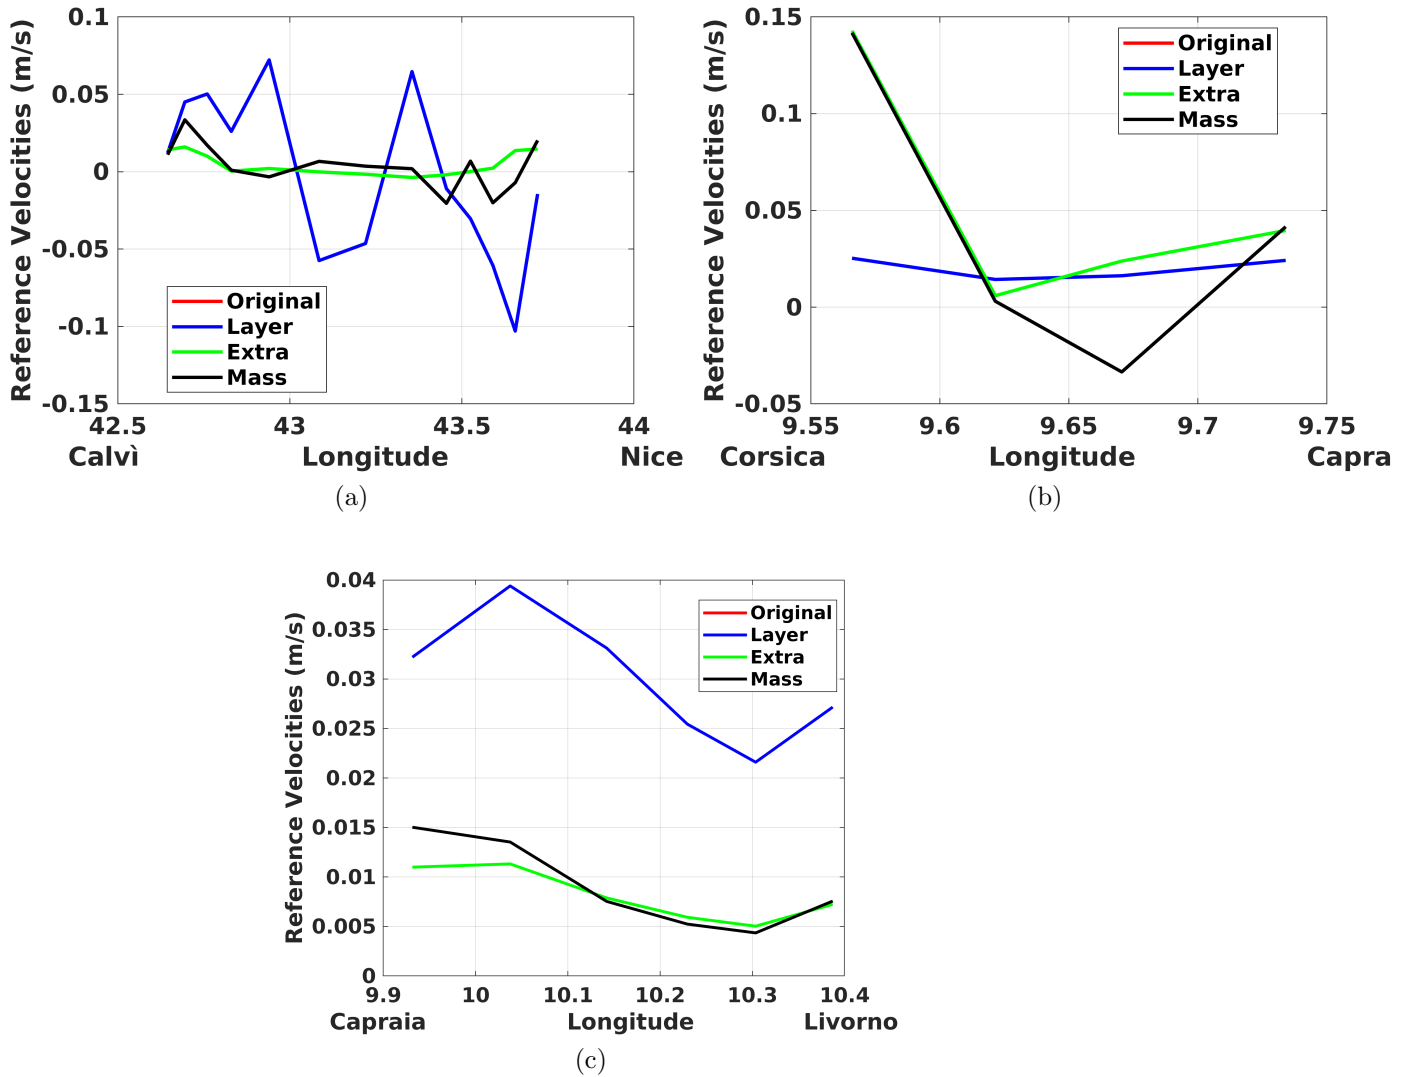 Reference Velocities (m/s)
0.1
0.05
0
-0.05
-0.1
-0.15
Original
Layer
Extra
Mass
42.5 43 43.5 44
Calvì Longitude Nice
(a)
Reference Velocities (m/s)
0.15
0.1
0.05
0
-0.05
Original
Layer
Extra
Mass
9.55 9.6 9.65 9.7 9.75
Corsica Longitude Capra
(b)
Reference Velocities (m/s)
0.04
0.035
0.03
0.025
0.02
0.015
0.01
0.005
0
Original
Layer
Extra
Mass
9.9 10 10.1 10.2 10.3 10.4
Capraia Longitude Livorno
(c)